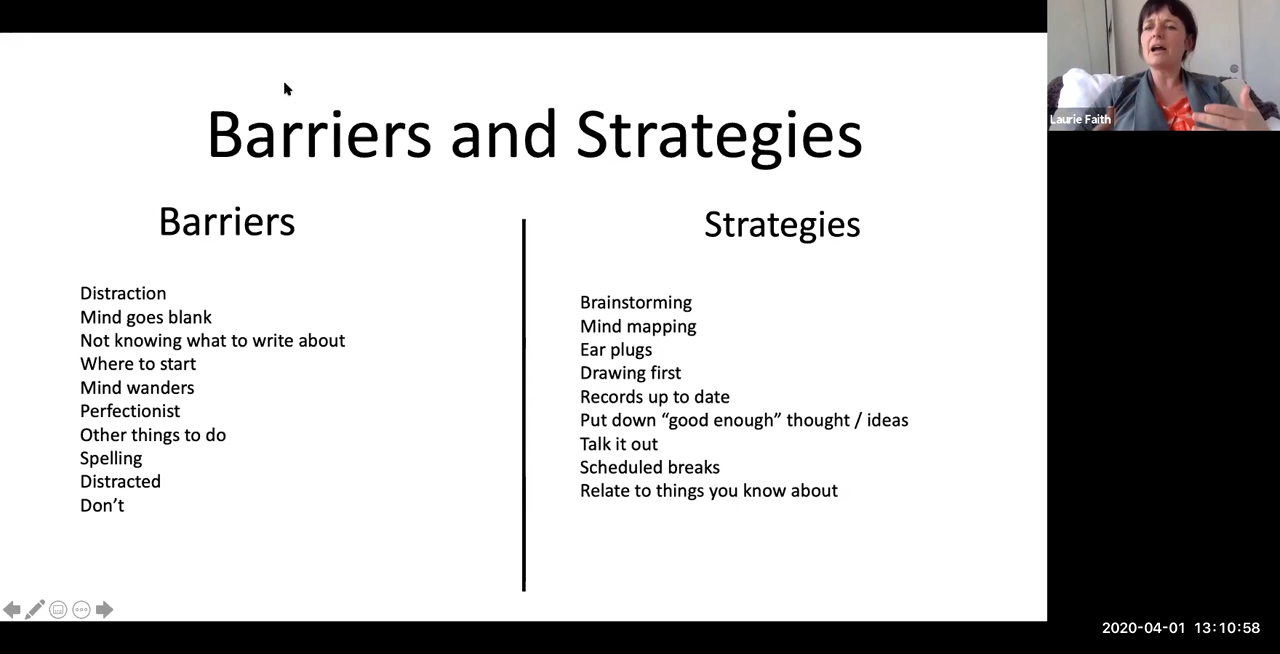 Barriers and Strategies
Barriers
Distraction
Mind goes blank
Not knowing what to write about
Where to start
Mind wanders
Perfectionist
Other things to do
Spelling
Distracted
Don’t
Strategies
Brainstorming
Mind mapping
Ear plugs
Drawing first
Records up to date
Put down “good enough” thought / ideas
Talk it out
Scheduled breaks
Relate to things you know about
Laurie Faith
2020-04-01 13:10:58